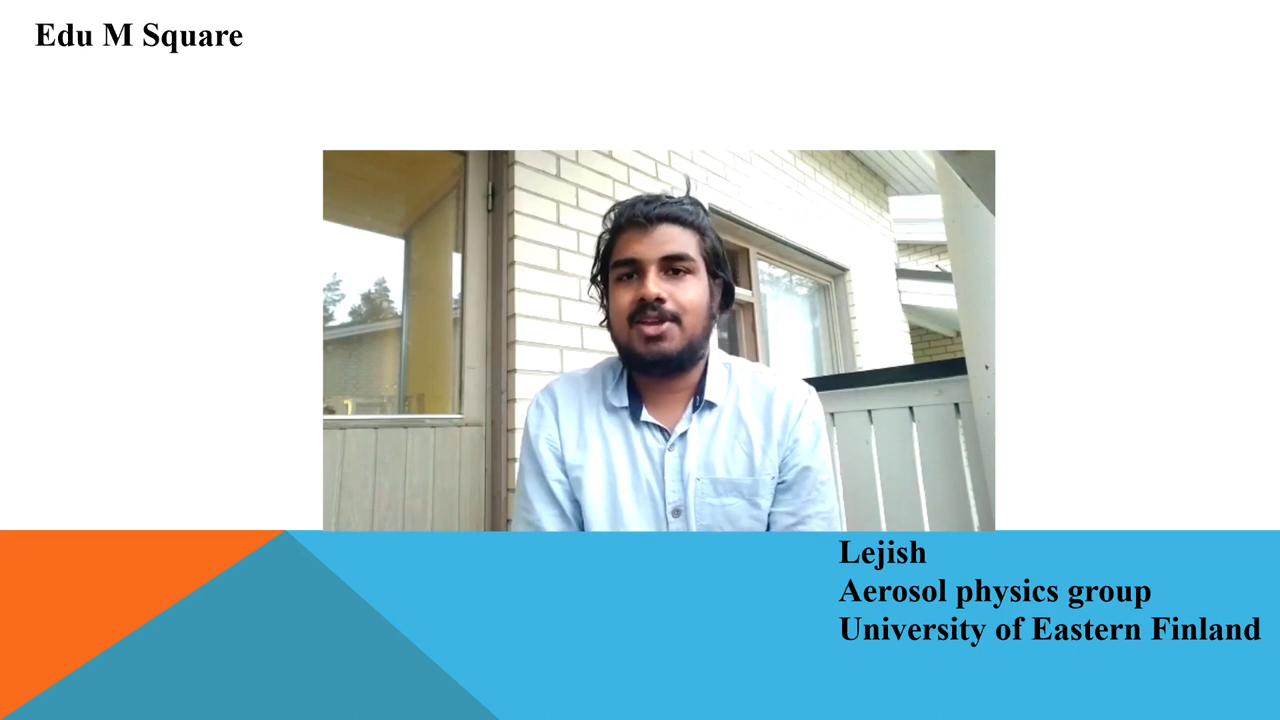 Edu M Square
Lejish
Aerosol physics group
University of Eastern Finland